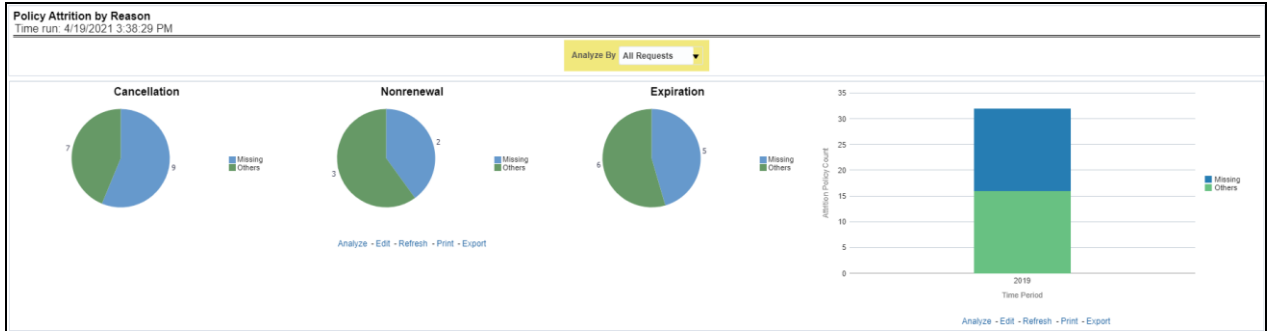 Policy Attrition by Reason
Time run: 4/19/2021 3:38:29 PM
Analyze By All Requests
Cancellation
7
9
Missing
Others
Nonrenewal
2
3
Missing
Others
Analyze - Edit - Refresh - Print - Export
Expiration
5
6
Missing
Others
35
30
25
20
15
10
5
0
Attrition Policy Count
2019
Time Period
Missing
Others
Analyze - Edit - Refresh - Print - Export